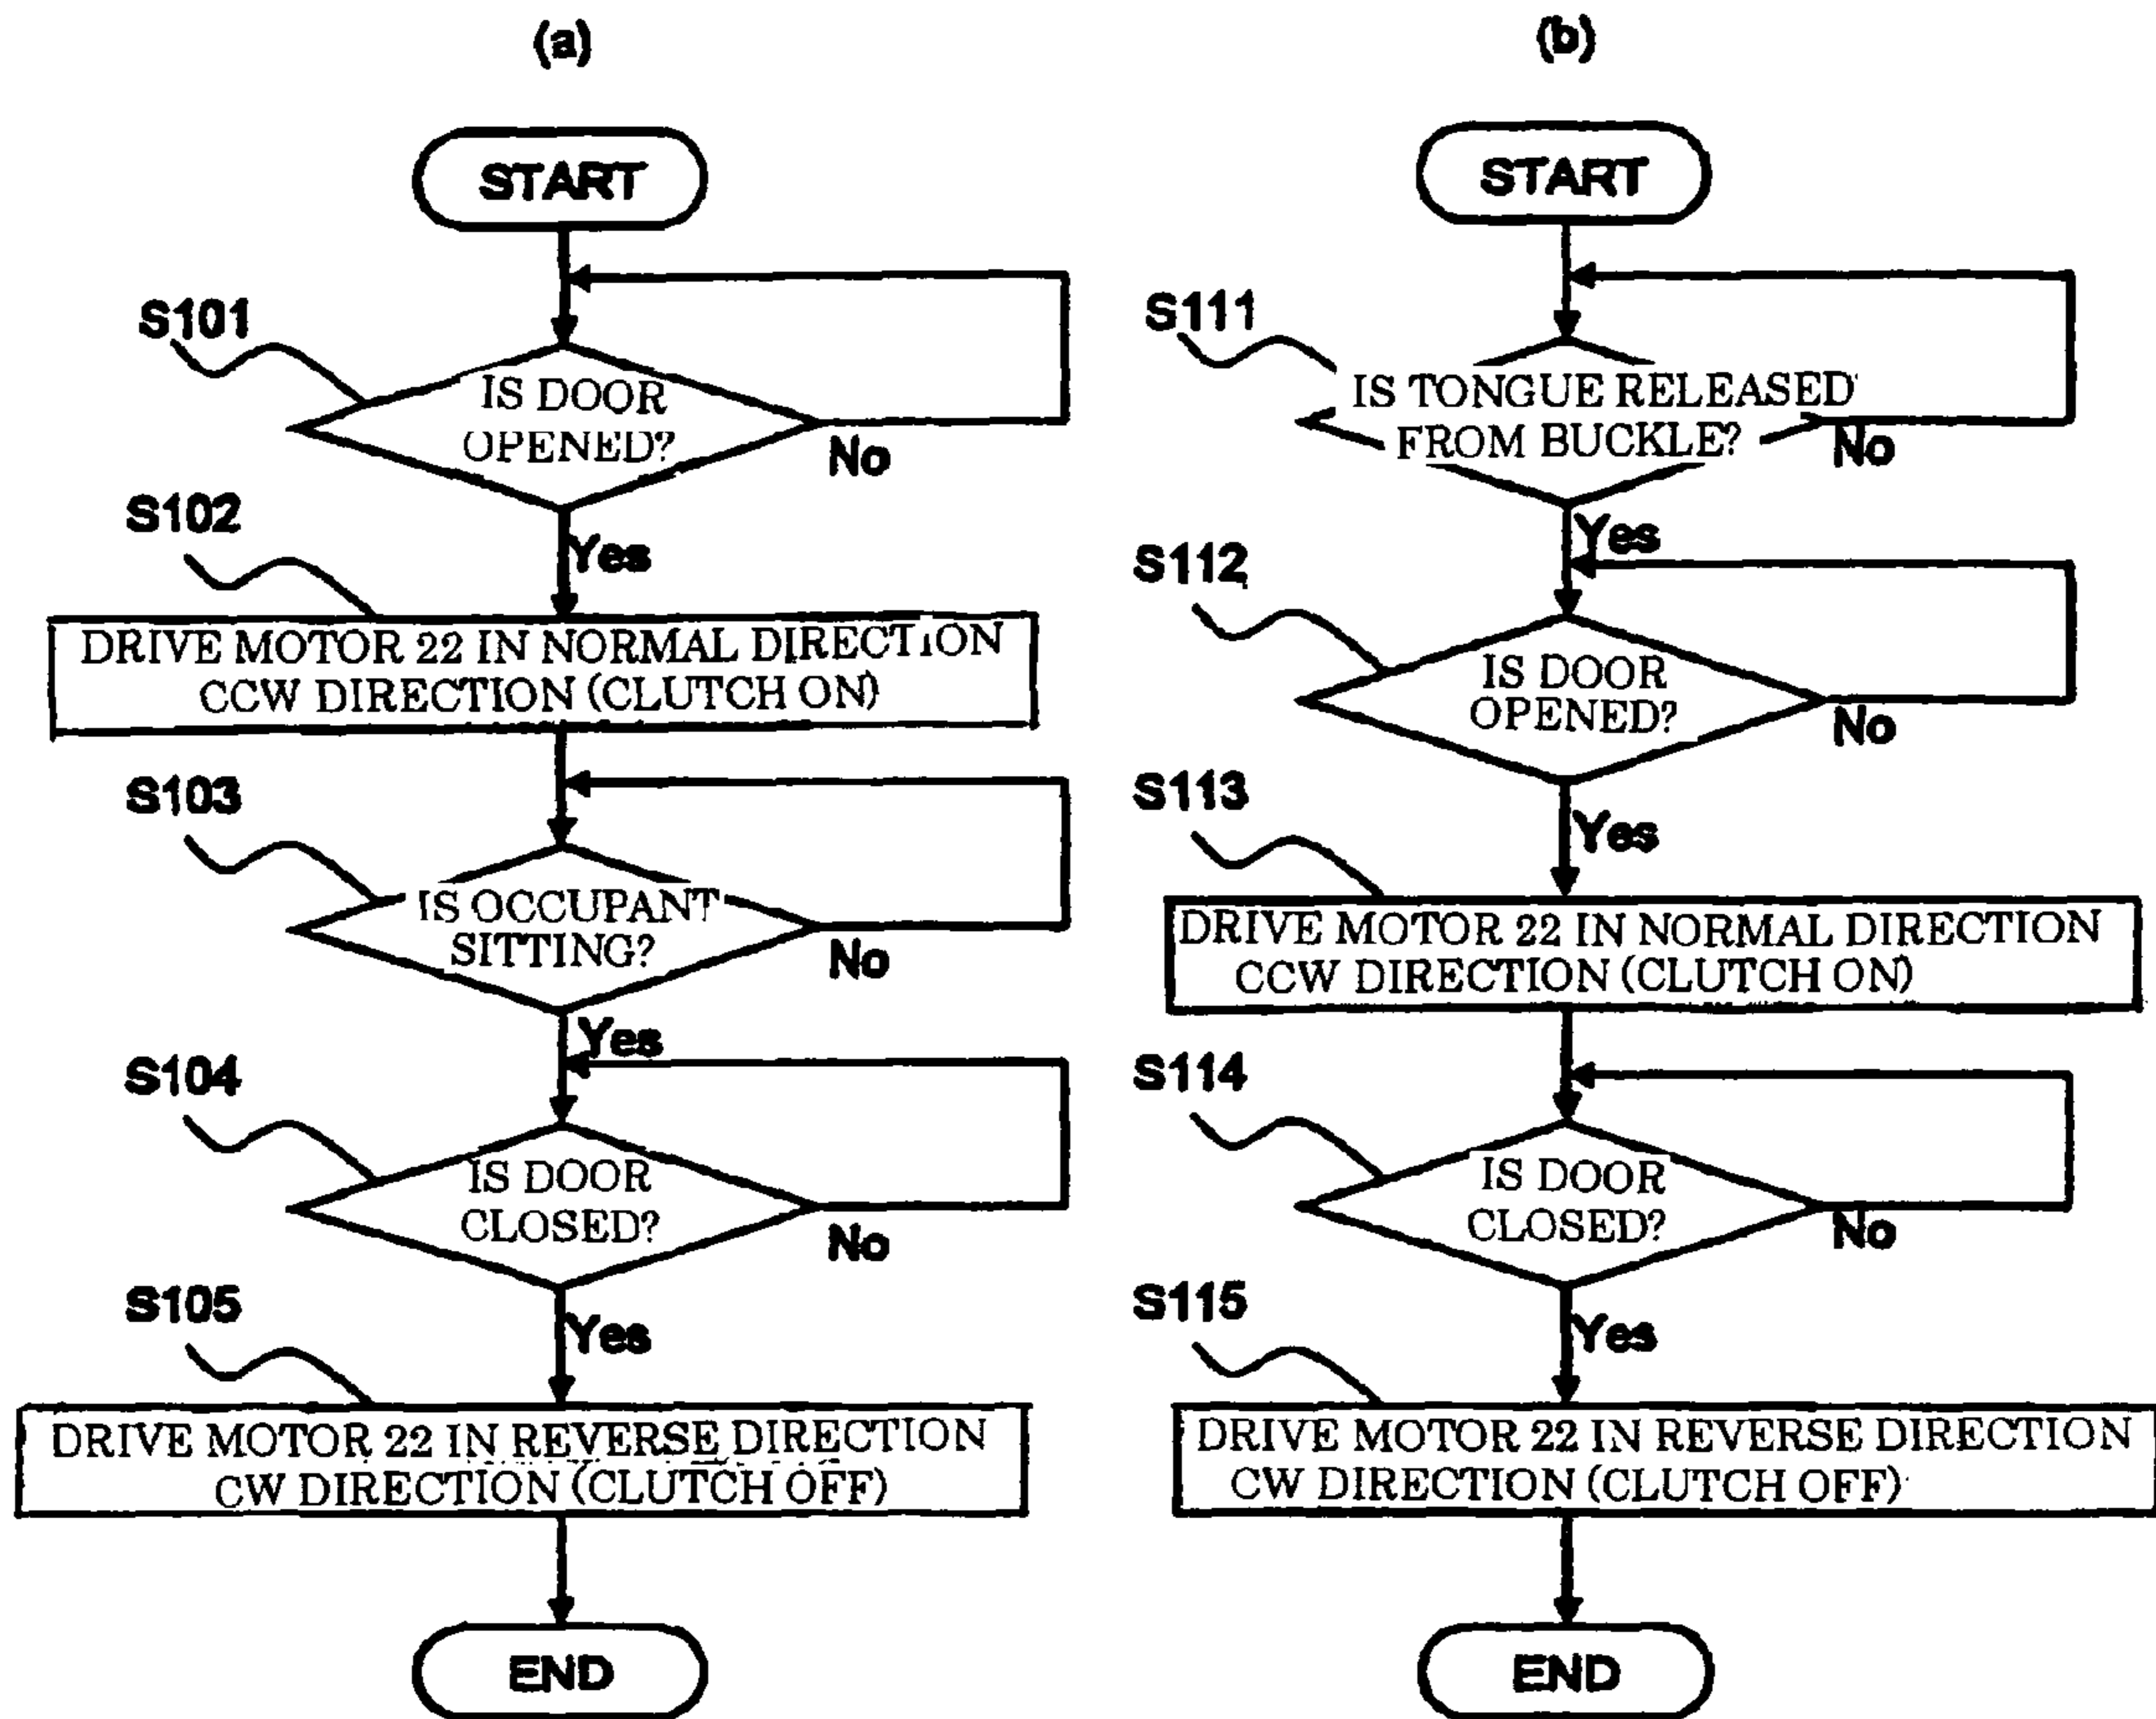 (a)
START
S101
IS DOOR
OPENED?
No
Yes
S102
DRIVE MOTOR 22 IN NORMAL DIRECTION
CCW DIRECTION (CLUTCH ON)
S103
IS OCCUPANT
SITTING?
No
Yes
S104
IS DOOR
CLOSED?
No
Yes
S105
DRIVE MOTOR 22 IN REVERSE DIRECTION
CW DIRECTION (CLUTCH OFF)
END
(b)
START
S111
IS TONGUE RELEASED
FROM BUCKLE?
No
Yes
S112
IS DOOR
OPENED?
No
Yes
S113
DRIVE MOTOR 22 IN NORMAL DIRECTION
CCW DIRECTION (CLUTCH ON)
S114
IS DOOR
CLOSED?
No
Yes
S115
DRIVE MOTOR 22 IN REVERSE DIRECTION
CW DIRECTION (CLUTCH OFF)
END